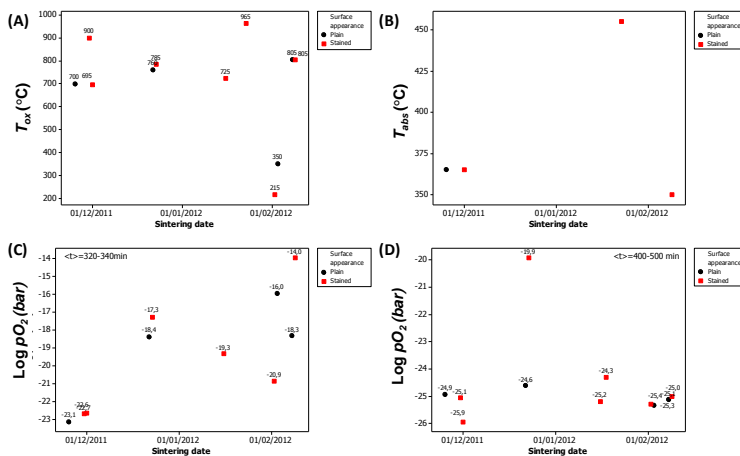 (A)
1000
900
800
700
600
500
400
300
200
T_ox (°C)
900
700
695
785
760
725
965
805
805
350
215
01/12/2011
01/01/2012
01/02/2012
Sintering date
Surface
appearance
Plain
Stained
(B)
450
425
400
375
350
T_abs (°C)
01/12/2011
01/01/2012
01/02/2012
Sintering date
Surface
appearance
Plain
Stained
(C)
<t>=320-340min
-14
-15
-16
-17
-18
-19
-20
-21
-22
-23
Log pO₂ (bar)
-14,0
-16,0
-17,3
-18,4
-18,3
-19,3
-20,9
-22,6
-23,1
01/12/2011
01/01/2012
01/02/2012
Sintering date
Surface
appearance
Plain
Stained
(D)
<t>=400-500 min
-20
-21
-22
-23
-24
-25
-26
Log pO₂ (bar)
-19,9
-24,9
-25,1
-25,9
-24,6
-24,3
-25,2
-25,4
-25,0
-25,3
01/12/2011
01/01/2012
01/02/2012
Sintering date
Surface
appearance
Plain
Stained